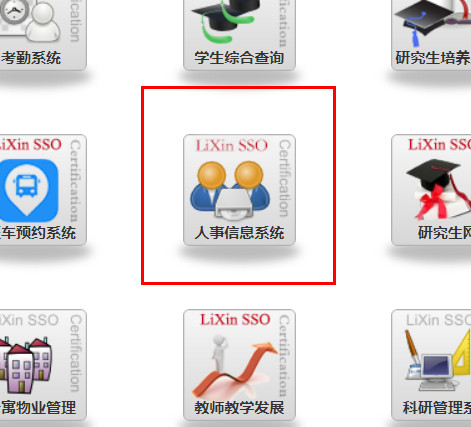 Certification
Certification
考勤系统
学生综合查询
研究生培养
LiXin SSO
Certification
LiXin SSO
Certification
LiXin SSO
车预约系统
人事信息系统
研究生网
LiXin SSO
Certification
LiXin SSO
Certification
LiXin SSO
寓物业管理
教师教学发展
科研管理系